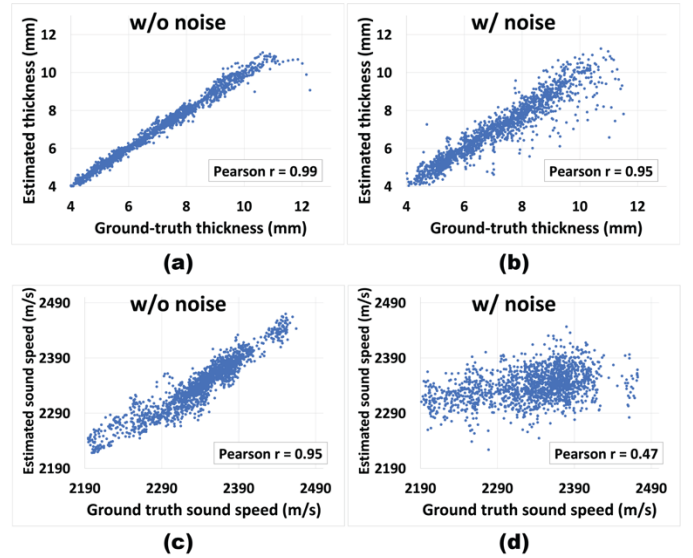 w/o noise
Estimated thickness (mm)
12
10
8
6
4
Pearson r = 0.99
4 6 8 10 12
Ground-truth thickness (mm)
(a)
w/ noise
Estimated thickness (mm)
12
10
8
6
4
Pearson r = 0.95
4 6 8 10 12
Ground-truth thickness (mm)
(b)
w/o noise
Estimated sound speed (m/s)
2490
2390
2290
2190
Pearson r = 0.95
2190 2290 2390 2490
Ground truth sound speed (m/s)
(c)
w/ noise
Estimated sound speed (m/s)
2490
2390
2290
2190
Pearson r = 0.47
2190 2290 2390 2490
Ground truth sound speed (m/s)
(d)